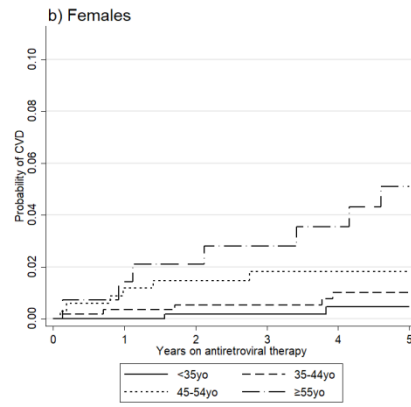 b) Females
Probability of CVD
0.10
0.08
0.06
0.04
0.02
0.00
0 1 2 3 4 5
Years on antiretroviral therapy
<35yo 35-44yo
45-54yo ≥55yo